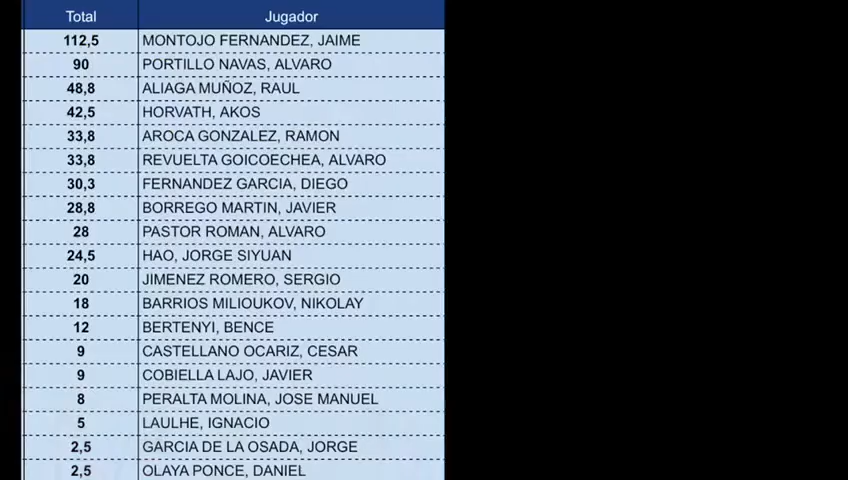 Total Jugador
112,5 MONTOJO FERNANDEZ, JAIME
90 PORTILLO NAVAS, ALVARO
48,8 ALIAGA MUÑOZ, RAUL
42,5 HORVATH, AKOS
33,8 AROCA GONZALEZ, RAMON
33,8 REVUELTA GOICOECHEA, ALVARO
30,3 FERNANDEZ GARCIA, DIEGO
28,8 BORREGO MARTIN, JAVIER
28 PASTOR ROMAN, ALVARO
24,5 HAO, JORGE SIYUAN
20 JIMENEZ ROMERO, SERGIO
18 BARRIOS MILIOUKOV, NIKOLAY
12 BERTENYI, BENCE
9 CASTELLANO OCARIZ, CESAR
9 COBIELLA LAJO, JAVIER
8 PERALTA MOLINA, JOSE MANUEL
5 LAULHE, IGNACIO
2,5 GARCIA DE LA OSADA, JORGE
2,5 OLAYA PONCE, DANIEL